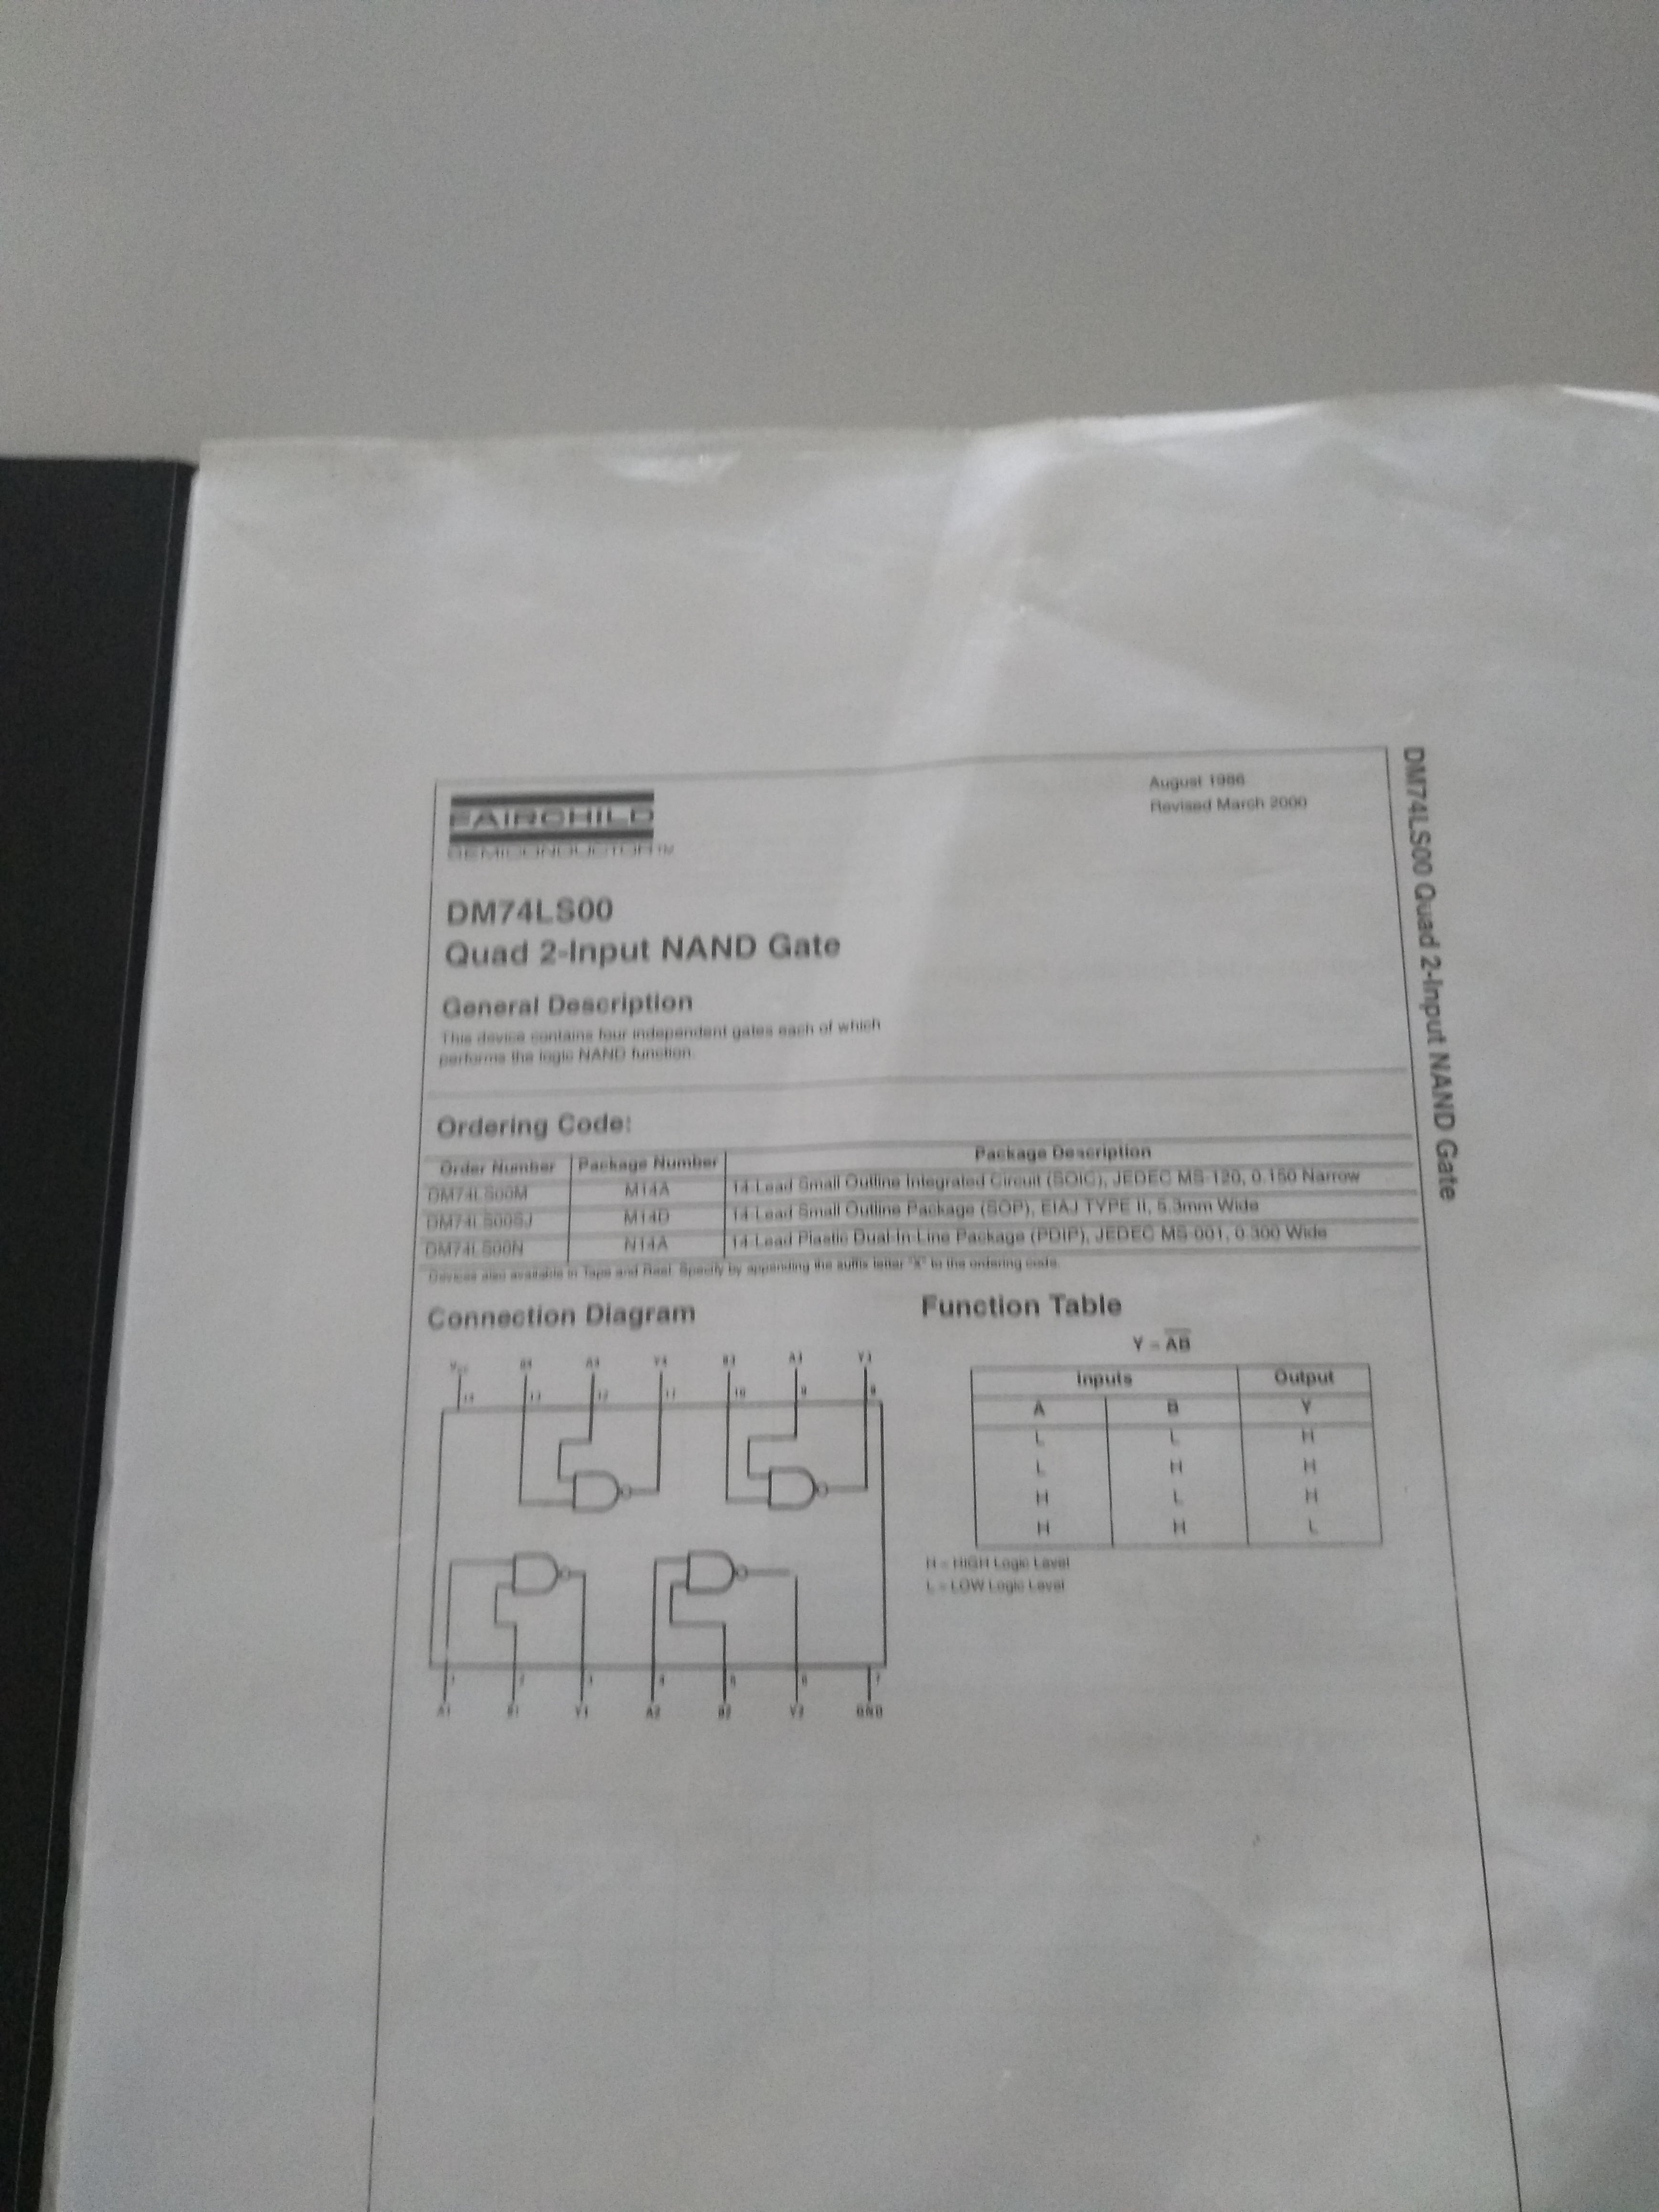 August 1986
Revised March 2000
FAIRCHILD
SEMICONDUCTOR™
DM74LS00
Quad 2-Input NAND Gate
General Description
This device contains four independent gates each of which
performs the logic NAND function.
Ordering Code:
Order Number Package Number Package Description
DM74LS00M M14A 14-Lead Small Outline Integrated Circuit (SOIC), JEDEC MS-120, 0.150 Narrow
DM74LS00SJ M14D 14-Lead Small Outline Package (SOP), EIAJ TYPE II, 5.3mm Wide
DM74LS00N N14A 14-Lead Plastic Dual-In-Line Package (PDIP), JEDEC MS-001, 0.300 Wide
Devices also available in Tape and Reel. Specify by appending the suffix letter "X" to the ordering code.
Connection Diagram
VCC B4 A4 Y4 B3 A3 Y3
14 13 12 11 10 9 8
1 2 3 4 5 6 7
A1 B1 Y1 A2 B2 Y2 GND
Function Table
Y = A̅B̅
Inputs Output
A B Y
L L H
L H H
H L H
H H L
H = HIGH Logic Level
L = LOW Logic Level
DM74LS00 Quad 2-Input NAND Gate